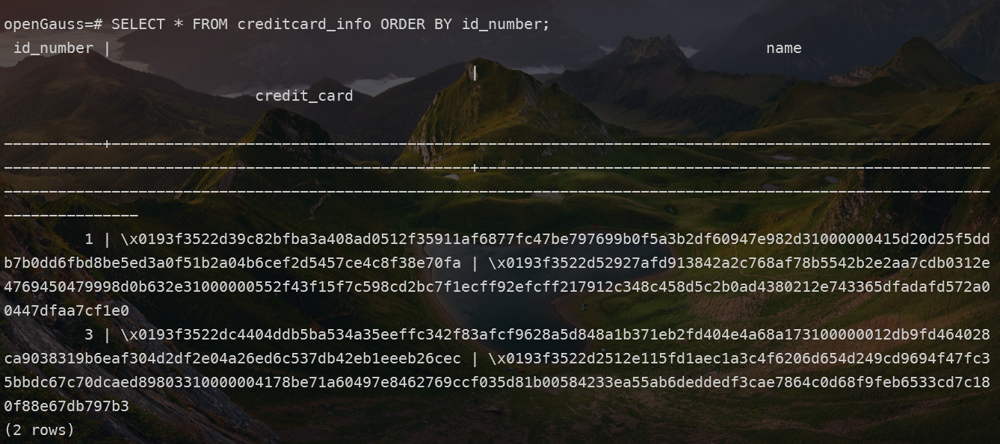 openGauss=# SELECT * FROM creditcard_info ORDER BY id_number;
 id_number |                                                                         name
                                                    |
                            credit_card

-----------+--------------------------------------------------------------------------------------------------
----------------------------------------------------+---------------------------------------------------------
--------------------------------------------------------------------------------------------------------------
---------------
         1 | \x0193f3522d39c82bfba3a408ad0512f35911af6877fc47be797699b0f5a3b2df60947e982d31000000415d20d25f5dd
b7b0dd6fbd8be5ed3a0f51b2a04b6cef2d5457ce4c8f38e70fa | \x0193f3522d52927afd913842a2c768af78b5542b2e2aa7cdb0312e
4769450479998d0b632e31000000552f43f15f7c598cd2bc7f1ecff92efcff217912c348c458d5c2b0ad4380212e743365dfadafd572a0
0447dfaa7cf1e0
         3 | \x0193f3522dc4404ddb5ba534a35eeffc342f83afcf9628a5d848a1b371eb2fd404e4a68a173100000012db9fd464028
ca9038319b6eaf304d2df2e04a26ed6c537db42eb1eeeb26cec | \x0193f3522d2512e115fd1aec1a3c4f6206d654d249cd9694f47fc3
5bbdc67c70dcaed89803310000004178be71a60497e8462769ccf035d81b00584233ea55ab6deddedf3cae7864c0d68f9feb6533cd7c18
0f88e67db797b3
(2 rows)